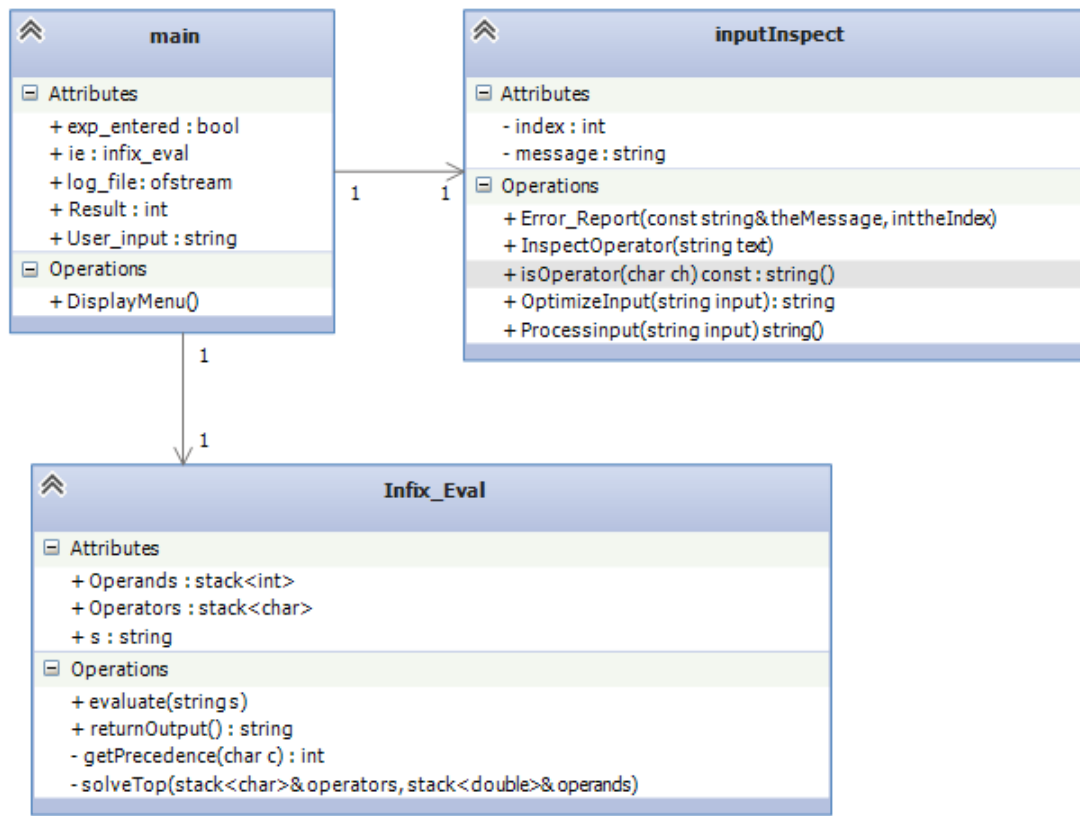 main
Attributes
+ exp_entered : bool
+ ie : infix_eval
+ log_file: ofstream
+ Result : int
+ User_input : string
Operations
+ DisplayMenu()
inputInspect
Attributes
- index : int
- message : string
Operations
+ Error_Report(const string&theMessage, inttheIndex)
+ InspectOperator(string text)
+ isOperator(char ch) const : string()
+ OptimizeInput(string input): string
+ Processinput(string input) string()
1
1
1
1
Infix_Eval
Attributes
+ Operands : stack<int>
+ Operators : stack<char>
+ s : string
Operations
+ evaluate(strings)
+ returnOutput() : string
- getPrecedence(char c) : int
- solveTop(stack<char>& operators, stack<double>& operands)